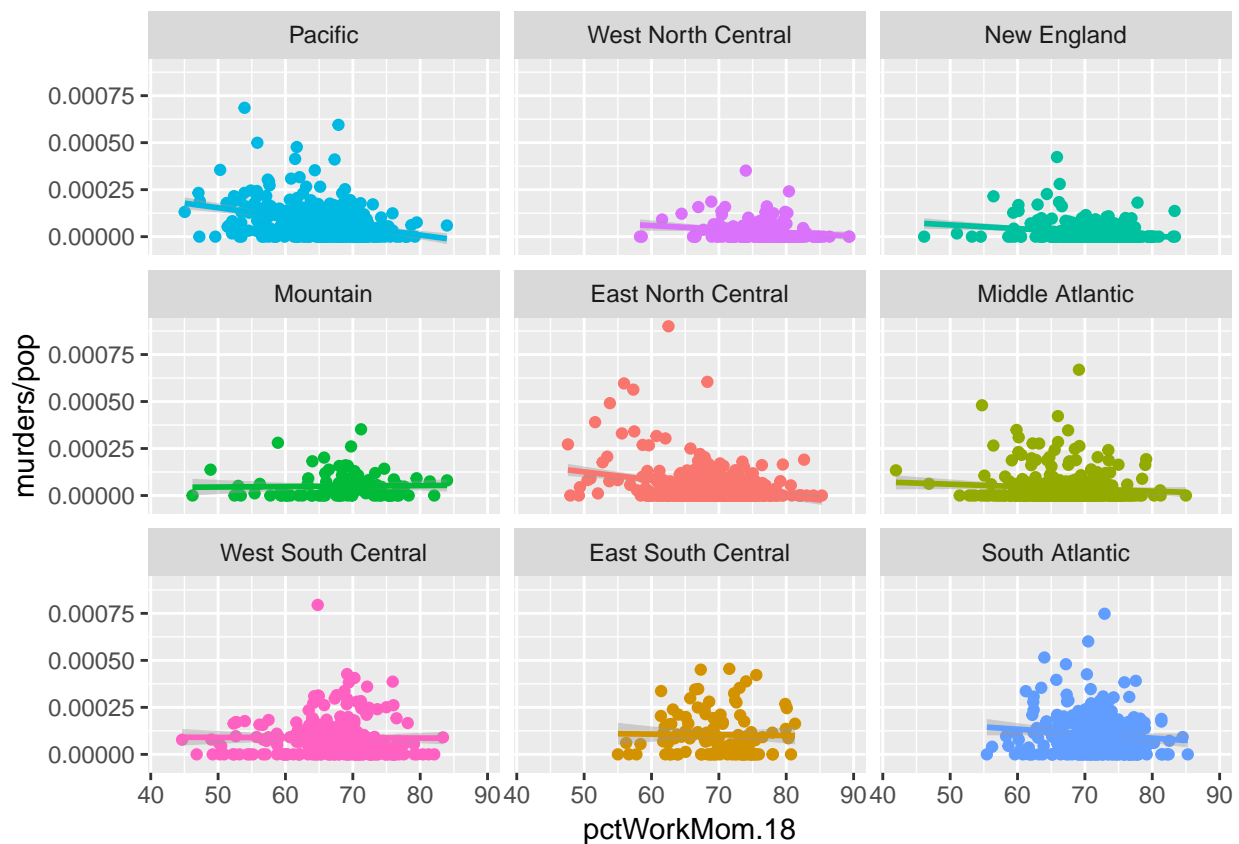 Pacific
West North Central
New England
0.00075
0.00050
0.00025
0.00000
Mountain
East North Central
Middle Atlantic
0.00075
0.00050
0.00025
0.00000
West South Central
East South Central
South Atlantic
0.00075
0.00050
0.00025
0.00000
40 50 60 70 80 90
40 50 60 70 80 90
40 50 60 70 80 90
murders/pop
pctWorkMom.18